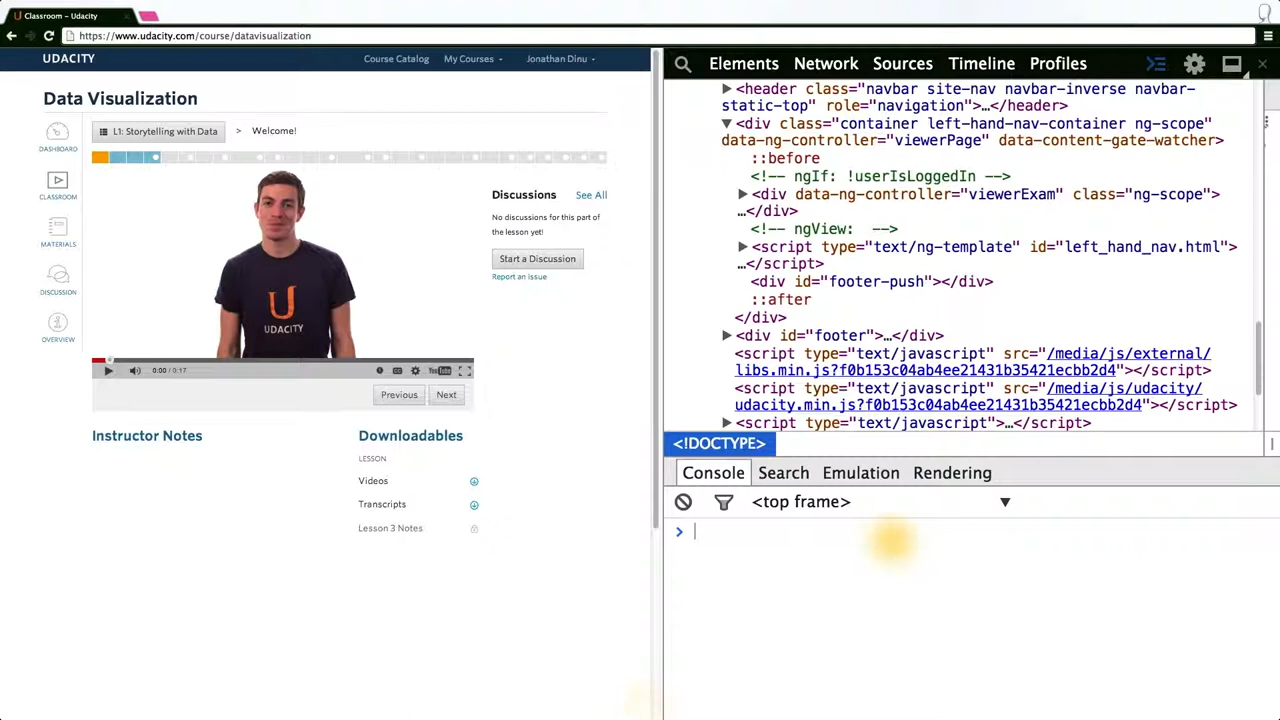 Classroom – Udacity
https://www.udacity.com/course/datavisualization
UDACITY
Course Catalog
My Courses
Jonathan Dinu
Data Visualization
DASHBOARD
CLASSROOM
MATERIALS
DISCUSSION
OVERVIEW
L1: Storytelling with Data > Welcome!
UDACITY
0:00 / 0:17
CC
YouTube
Previous
Next
Discussions
See All
No discussions for this part of the
lesson yet!
Start a Discussion
Report an issue
Instructor Notes
Downloadables
LESSON
Videos
Transcripts
Lesson 3 Notes
Elements Network Sources Timeline Profiles
<header class="navbar site-nav navbar-inverse navbar-
static-top" role="navigation">…</header>
<div class="container left-hand-nav-container ng-scope"
data-ng-controller="viewerPage" data-content-gate-watcher>
::before
<!-- ngIf: !userIsLoggedIn -->
<div data-ng-controller="viewerExam" class="ng-scope">
…</div>
<!-- ngView:  -->
<script type="text/ng-template" id="left_hand_nav.html">
…</script>
<div id="footer-push"></div>
::after
</div>
<div id="footer">…</div>
<script type="text/javascript" src="/media/js/external/
libs.min.js?f0b153c04ab4ee21431b35421ecbb2d4"></script>
<script type="text/javascript" src="/media/js/udacity/
udacity.min.js?f0b153c04ab4ee21431b35421ecbb2d4"></script>
<script type="text/javascript">…</script>
<!DOCTYPE>
Console Search Emulation Rendering
<top frame>
>